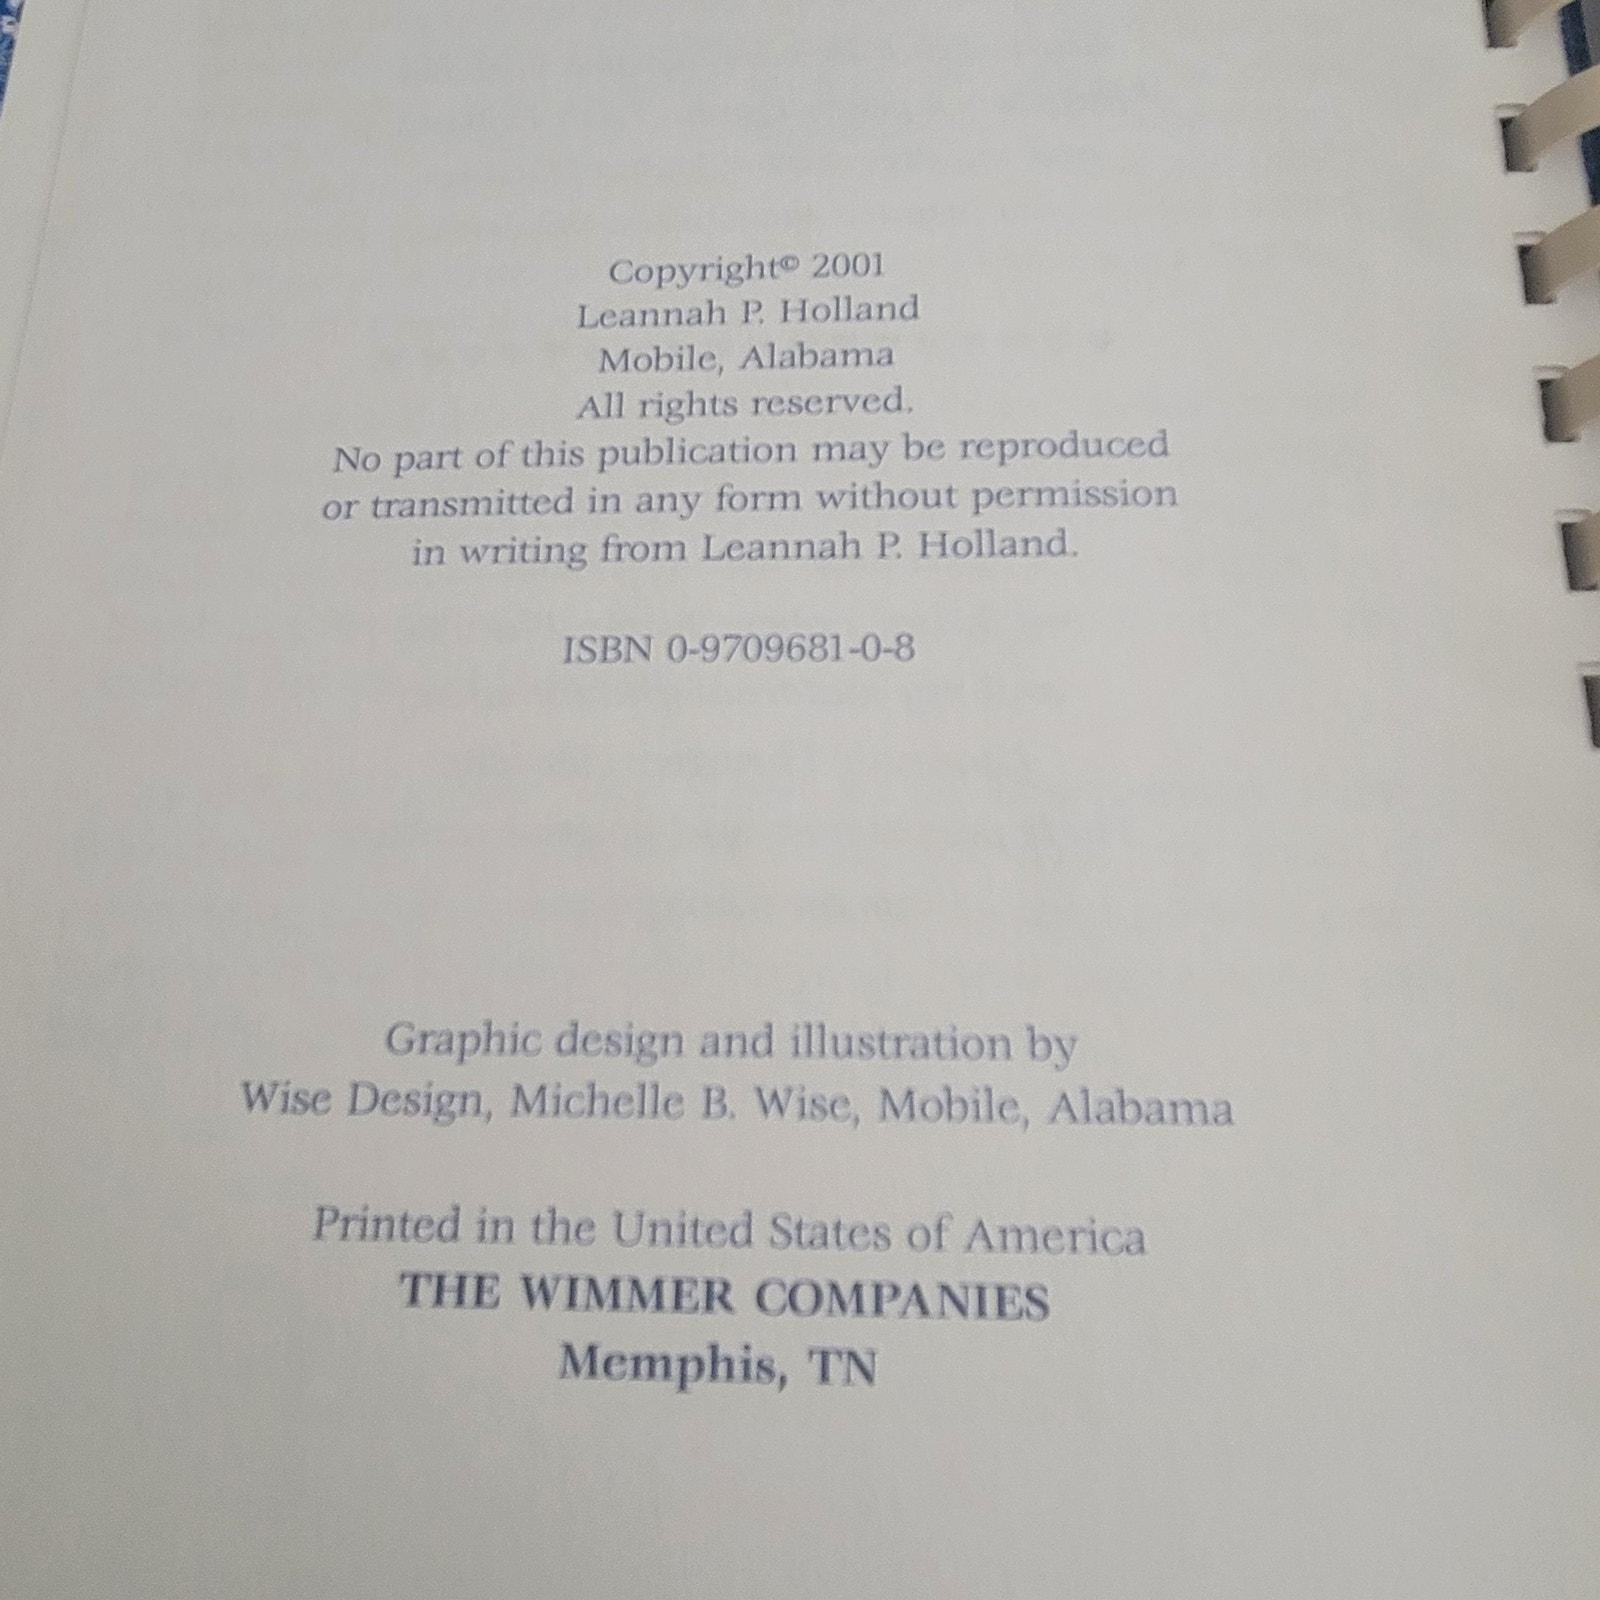 Copyright© 2001
Leannah P. Holland
Mobile, Alabama
All rights reserved.
No part of this publication may be reproduced
or transmitted in any form without permission
in writing from Leannah P. Holland.
ISBN 0-9709681-0-8
Graphic design and illustration by
Wise Design, Michelle B. Wise, Mobile, Alabama
Printed in the United States of America
THE WIMMER COMPANIES
Memphis, TN